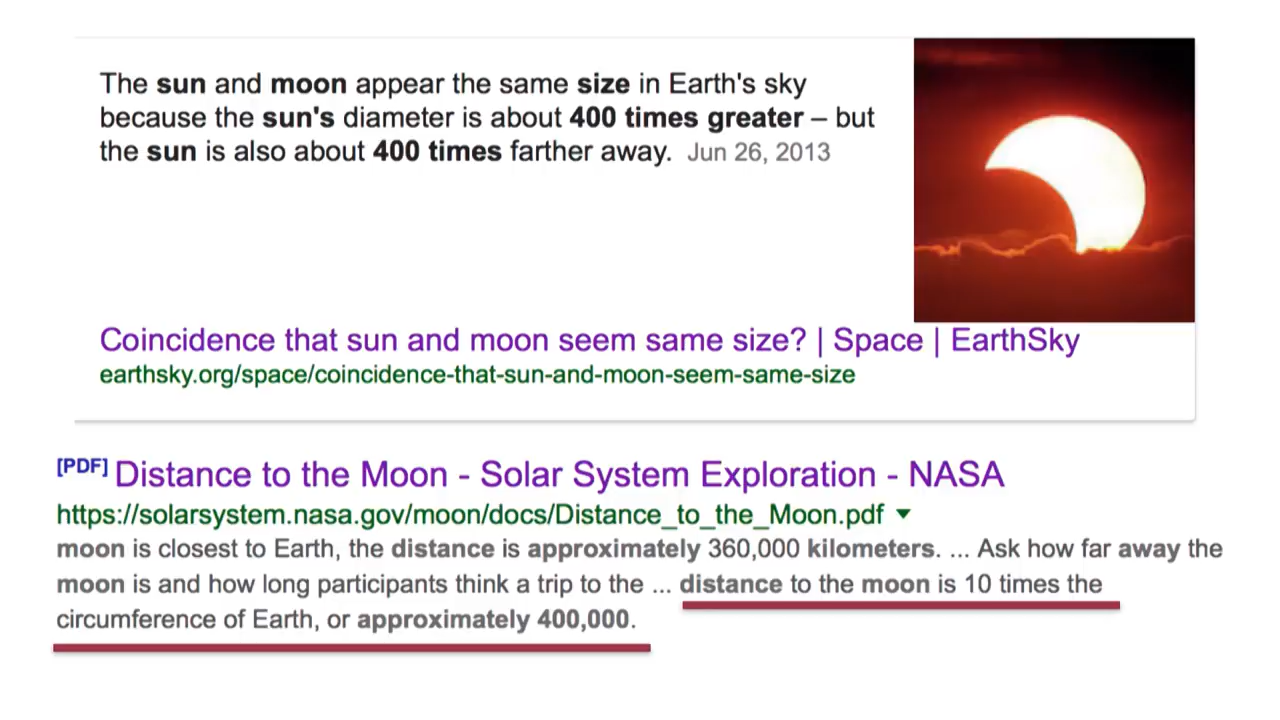 The sun and moon appear the same size in Earth's sky
because the sun's diameter is about 400 times greater – but
the sun is also about 400 times farther away. Jun 26, 2013
Coincidence that sun and moon seem same size? | Space | EarthSky
earthsky.org/space/coincidence-that-sun-and-moon-seem-same-size
[PDF] Distance to the Moon - Solar System Exploration - NASA
https://solarsystem.nasa.gov/moon/docs/Distance_to_the_Moon.pdf
moon is closest to Earth, the distance is approximately 360,000 kilometers. ... Ask how far away the
moon is and how long participants think a trip to the ... distance to the moon is 10 times the
circumference of Earth, or approximately 400,000.